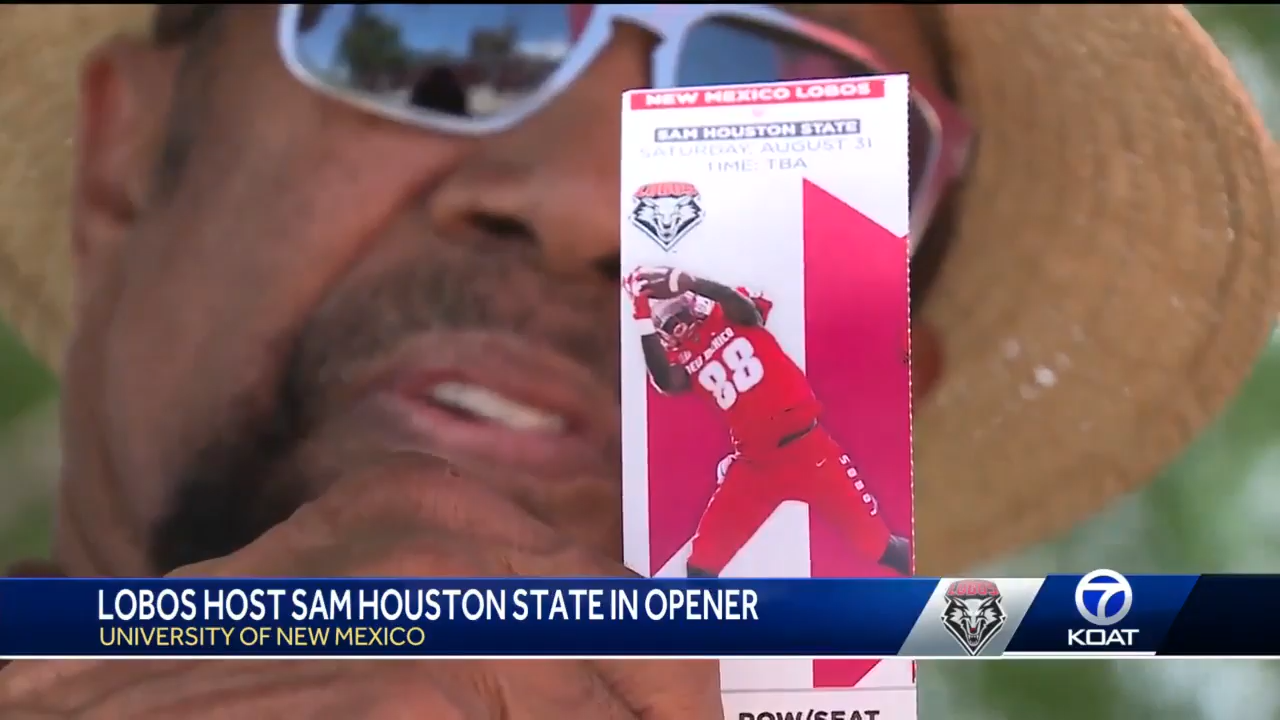 NEW MEXICO LOBOS
SAM HOUSTON STATE
SATURDAY, AUGUST 31
TIME: TBA
LOBOS
NEW MEXICO
88
LOBOS
LOBOS HOST SAM HOUSTON STATE IN OPENER
UNIVERSITY OF NEW MEXICO
LOBOS
7
KOAT
ROW/SEAT